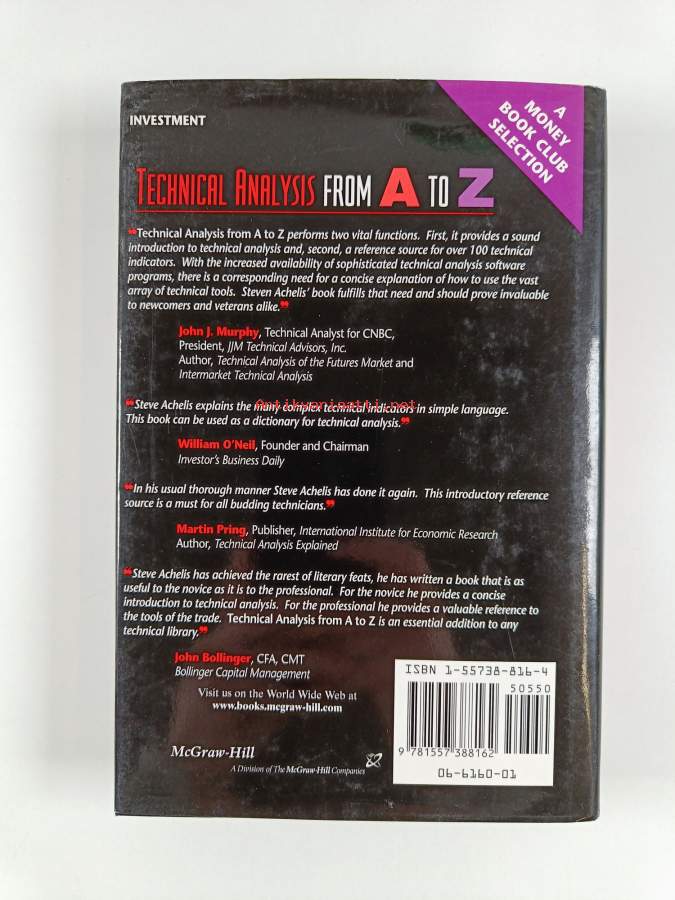 INVESTMENT
A
MONEY
BOOK CLUB
SELECTION
TECHNICAL ANALYSIS FROM A TO Z
❝Technical Analysis from A to Z performs two vital functions. First, it provides a sound
introduction to technical analysis and, second, a reference source for over 100 technical
indicators. With the increased availability of sophisticated technical analysis software
programs, there is a corresponding need for a concise explanation of how to use the vast
array of technical tools. Steven Achelis' book fulfills that need and should prove invaluable
to newcomers and veterans alike.❞
John J. Murphy, Technical Analyst for CNBC,
President, JJM Technical Advisors, Inc.
Author, Technical Analysis of the Futures Market and
Intermarket Technical Analysis
Antikvariaatti.net
❝Steve Achelis explains the many complex technical indicators in simple language.
This book can be used as a dictionary for technical analysis.❞
William O'Neil, Founder and Chairman
Investor's Business Daily
❝In his usual thorough manner Steve Achelis has done it again. This introductory reference
source is a must for all budding technicians.❞
Martin Pring, Publisher, International Institute for Economic Research
Author, Technical Analysis Explained
❝Steve Achelis has achieved the rarest of literary feats, he has written a book that is as
useful to the novice as it is to the professional. For the novice he provides a concise
introduction to technical analysis. For the professional he provides a valuable reference to
the tools of the trade. Technical Analysis from A to Z is an essential addition to any
technical library.❞
John Bollinger, CFA, CMT
Bollinger Capital Management
Visit us on the World Wide Web at
www.books.mcgraw-hill.com
McGraw-Hill
A Division of The McGraw-Hill Companies
ISBN 1-55738-816-4
50550
9 781557 388162
06-6160-01